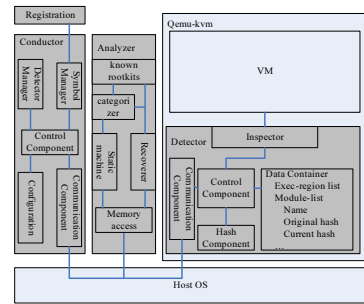 Registration
Conductor
Detector
Manager
Symbol
Manager
Control
Component
Configuration
Communication
Component
Analyzer
known
rootkits
categori
zer
Static
machine
Recoverer
Memory
access
Qemu-kvm
VM
Detector
Inspector
Communication
Component
Control
Component
Hash
Component
Data Container
Exec-region list
Module-list
Name
Original hash
Current hash
...
Host OS